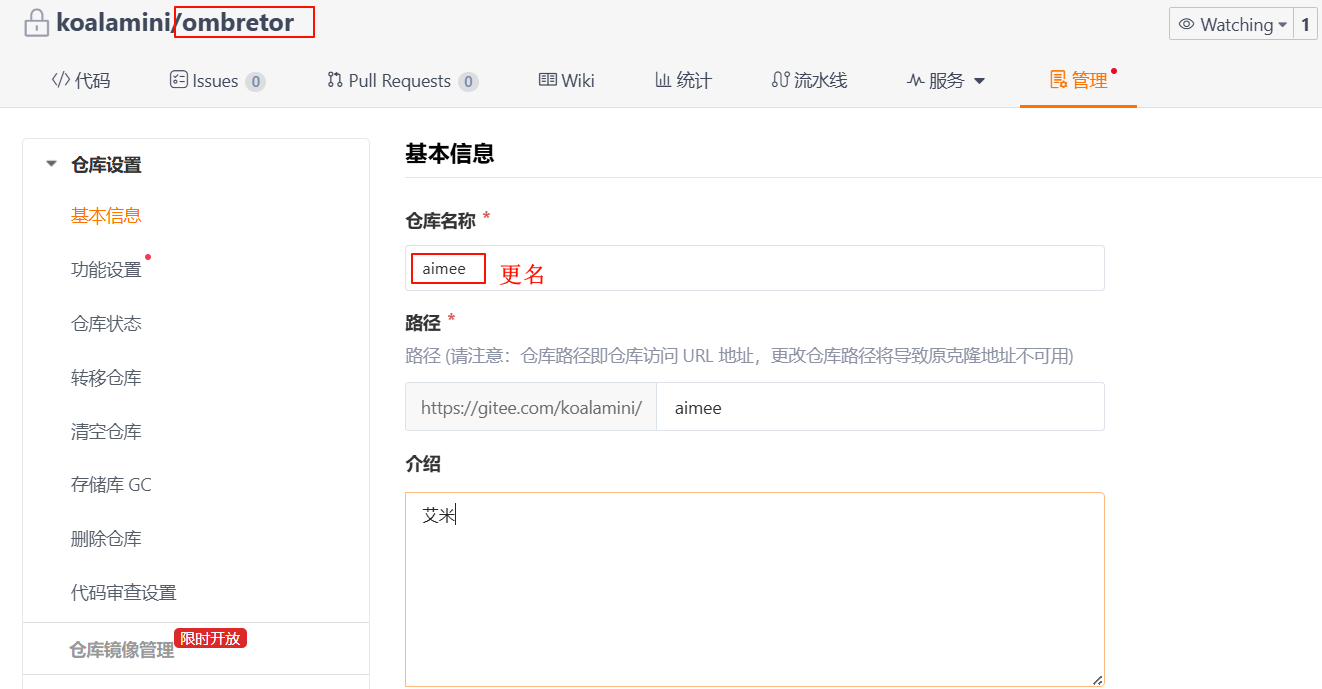 koalamini/ombretor
Watching 1
代码 Issues 0 Pull Requests 0 Wiki 统计 流水线 服务 管理
仓库设置
基本信息
功能设置
仓库状态
转移仓库
清空仓库
存储库 GC
删除仓库
代码审查设置
仓库镜像管理 限时开放
基本信息
仓库名称 *
aimee 更名
路径 *
路径 (请注意：仓库路径即仓库访问 URL 地址，更改仓库路径将导致原克隆地址不可用)
https://gitee.com/koalamini/ aimee
介绍
艾米